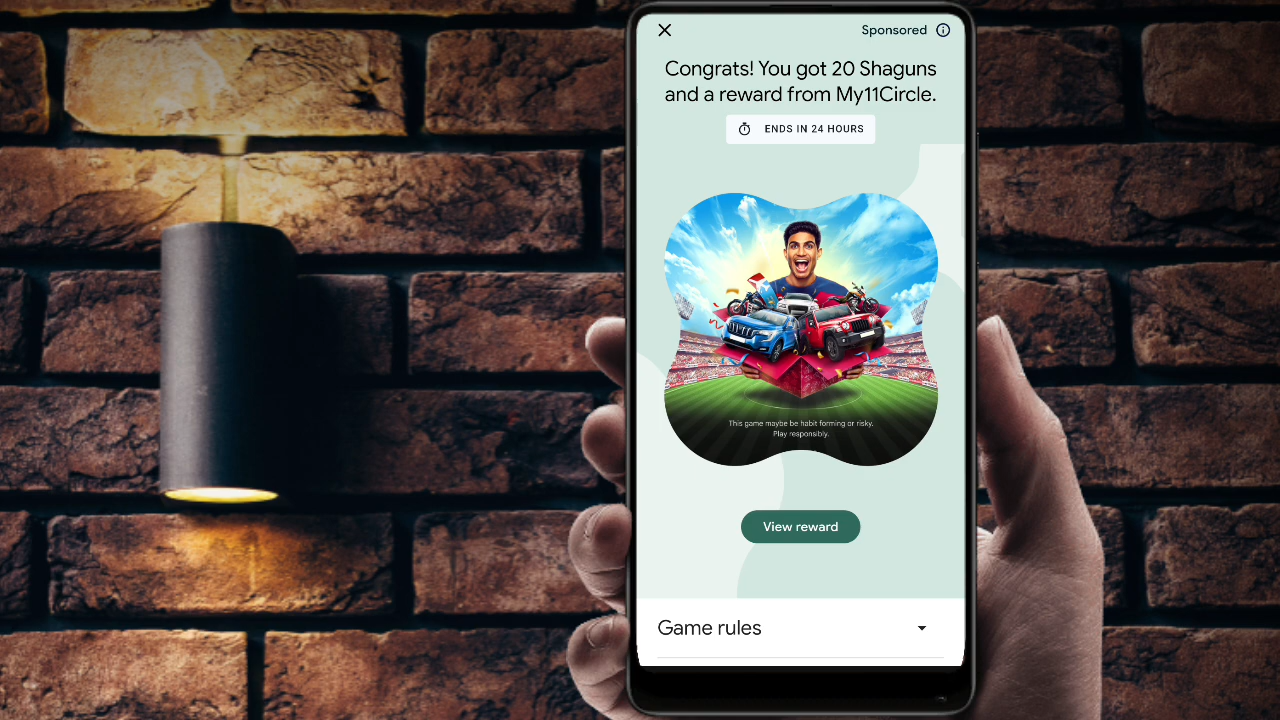 Sponsored
Congrats! You got 20 Shaguns
and a reward from My11Circle.
ENDS IN 24 HOURS
This game maybe be habit forming or risky.
Play responsibly.
View reward
Game rules